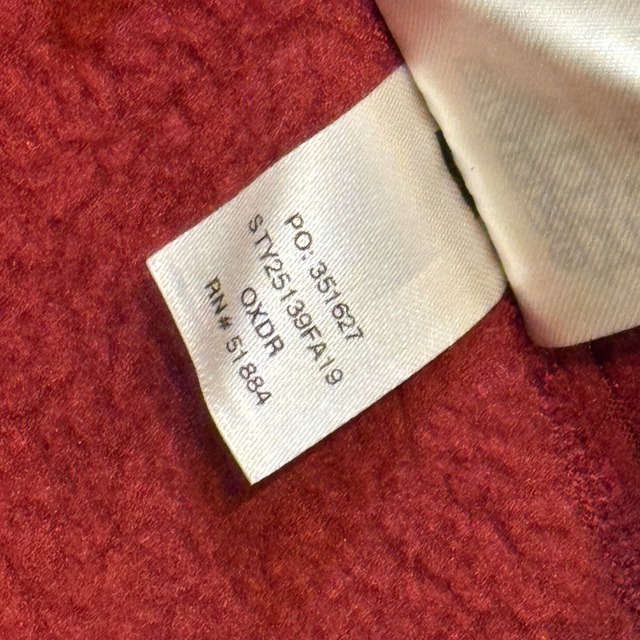 PO: 351627
STY25139FA19
OXDR
RN# 51884